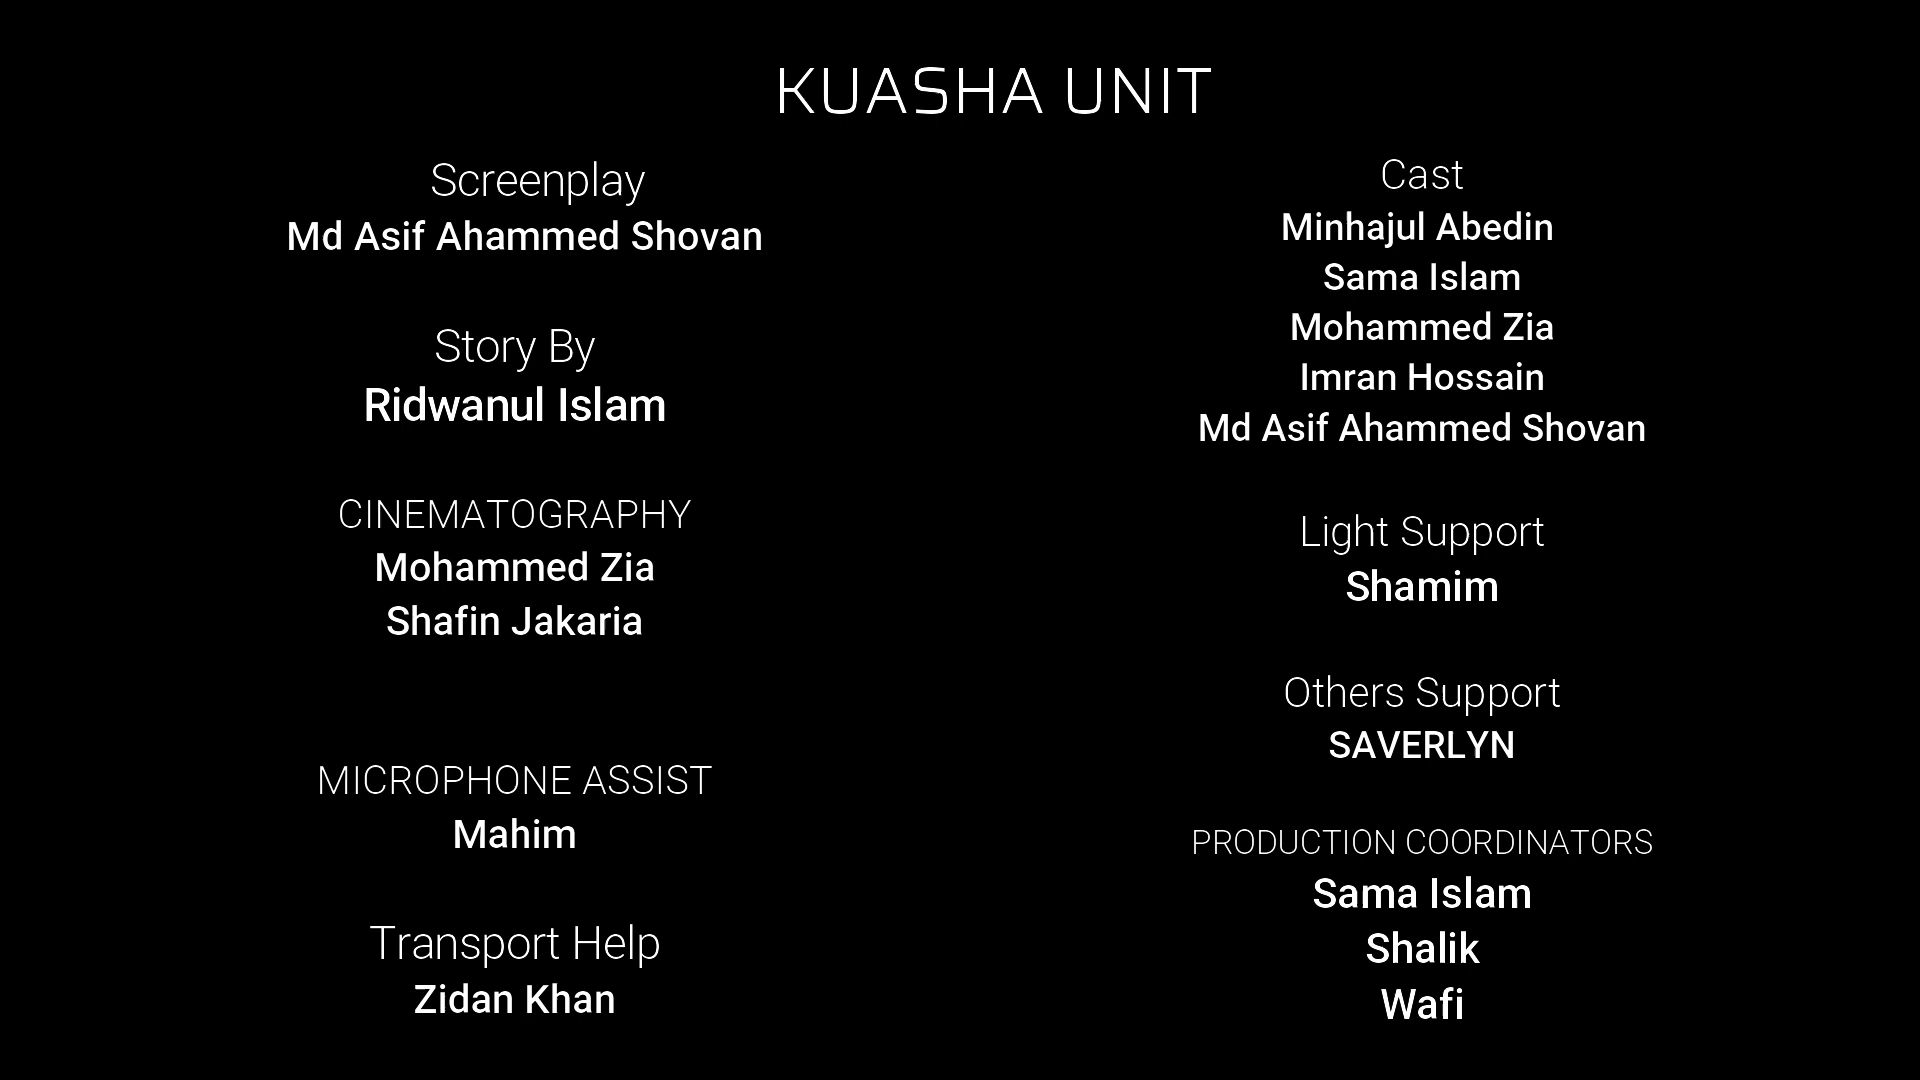 KUASHA UNIT
Screenplay
Md Asif Ahammed Shovan
Story By
Ridwanul Islam
CINEMATOGRAPHY
Mohammed Zia
Shafin Jakaria
MICROPHONE ASSIST
Mahim
Transport Help
Zidan Khan
Cast
Minhajul Abedin
Sama Islam
Mohammed Zia
Imran Hossain
Md Asif Ahammed Shovan
Light Support
Shamim
Others Support
SAVERLYN
PRODUCTION COORDINATORS
Sama Islam
Shalik
Wafi